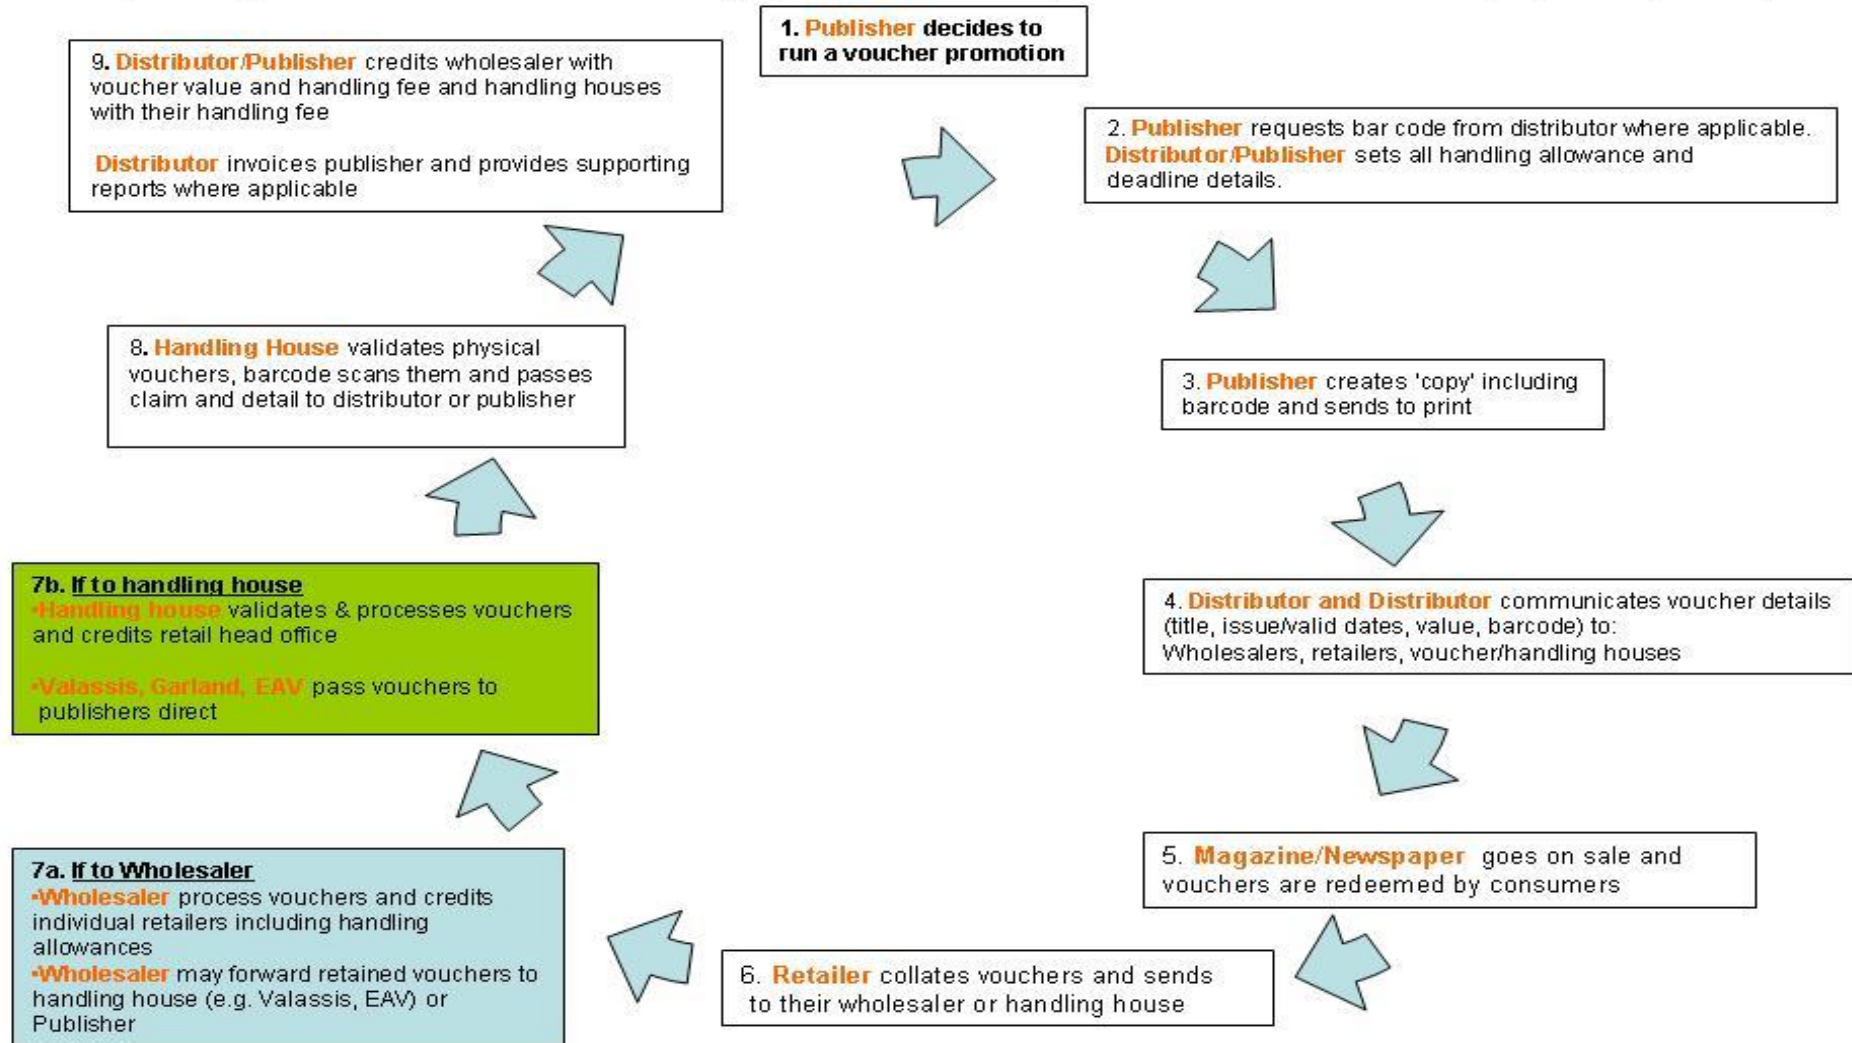 1. Publisher decides to
run a voucher promotion
2. Publisher requests bar code from distributor where applicable.
Distributor/Publisher sets all handling allowance and
deadline details.
3. Publisher creates 'copy' including
barcode and sends to print
4. Distributor and Distributor communicates voucher details
(title, issue/valid dates, value, barcode) to:
Wholesalers, retailers, voucher/handling houses
5. Magazine/Newspaper goes on sale and
vouchers are redeemed by consumers
6. Retailer collates vouchers and sends
to their wholesaler or handling house
7a. If to Wholesaler
•Wholesaler process vouchers and credits
individual retailers including handling
allowances
•Wholesaler may forward retained vouchers to
handling house (e.g. Valassis, EAV) or
Publisher
7b. If to handling house
•Handling house validates & processes vouchers
and credits retail head office
•Valassis, Garland, EAV pass vouchers to
publishers direct
8. Handling House validates physical
vouchers, barcode scans them and passes
claim and detail to distributor or publisher
9. Distributor/Publisher credits wholesaler with
voucher value and handling fee and handling houses
with their handling fee
Distributor invoices publisher and provides supporting
reports where applicable